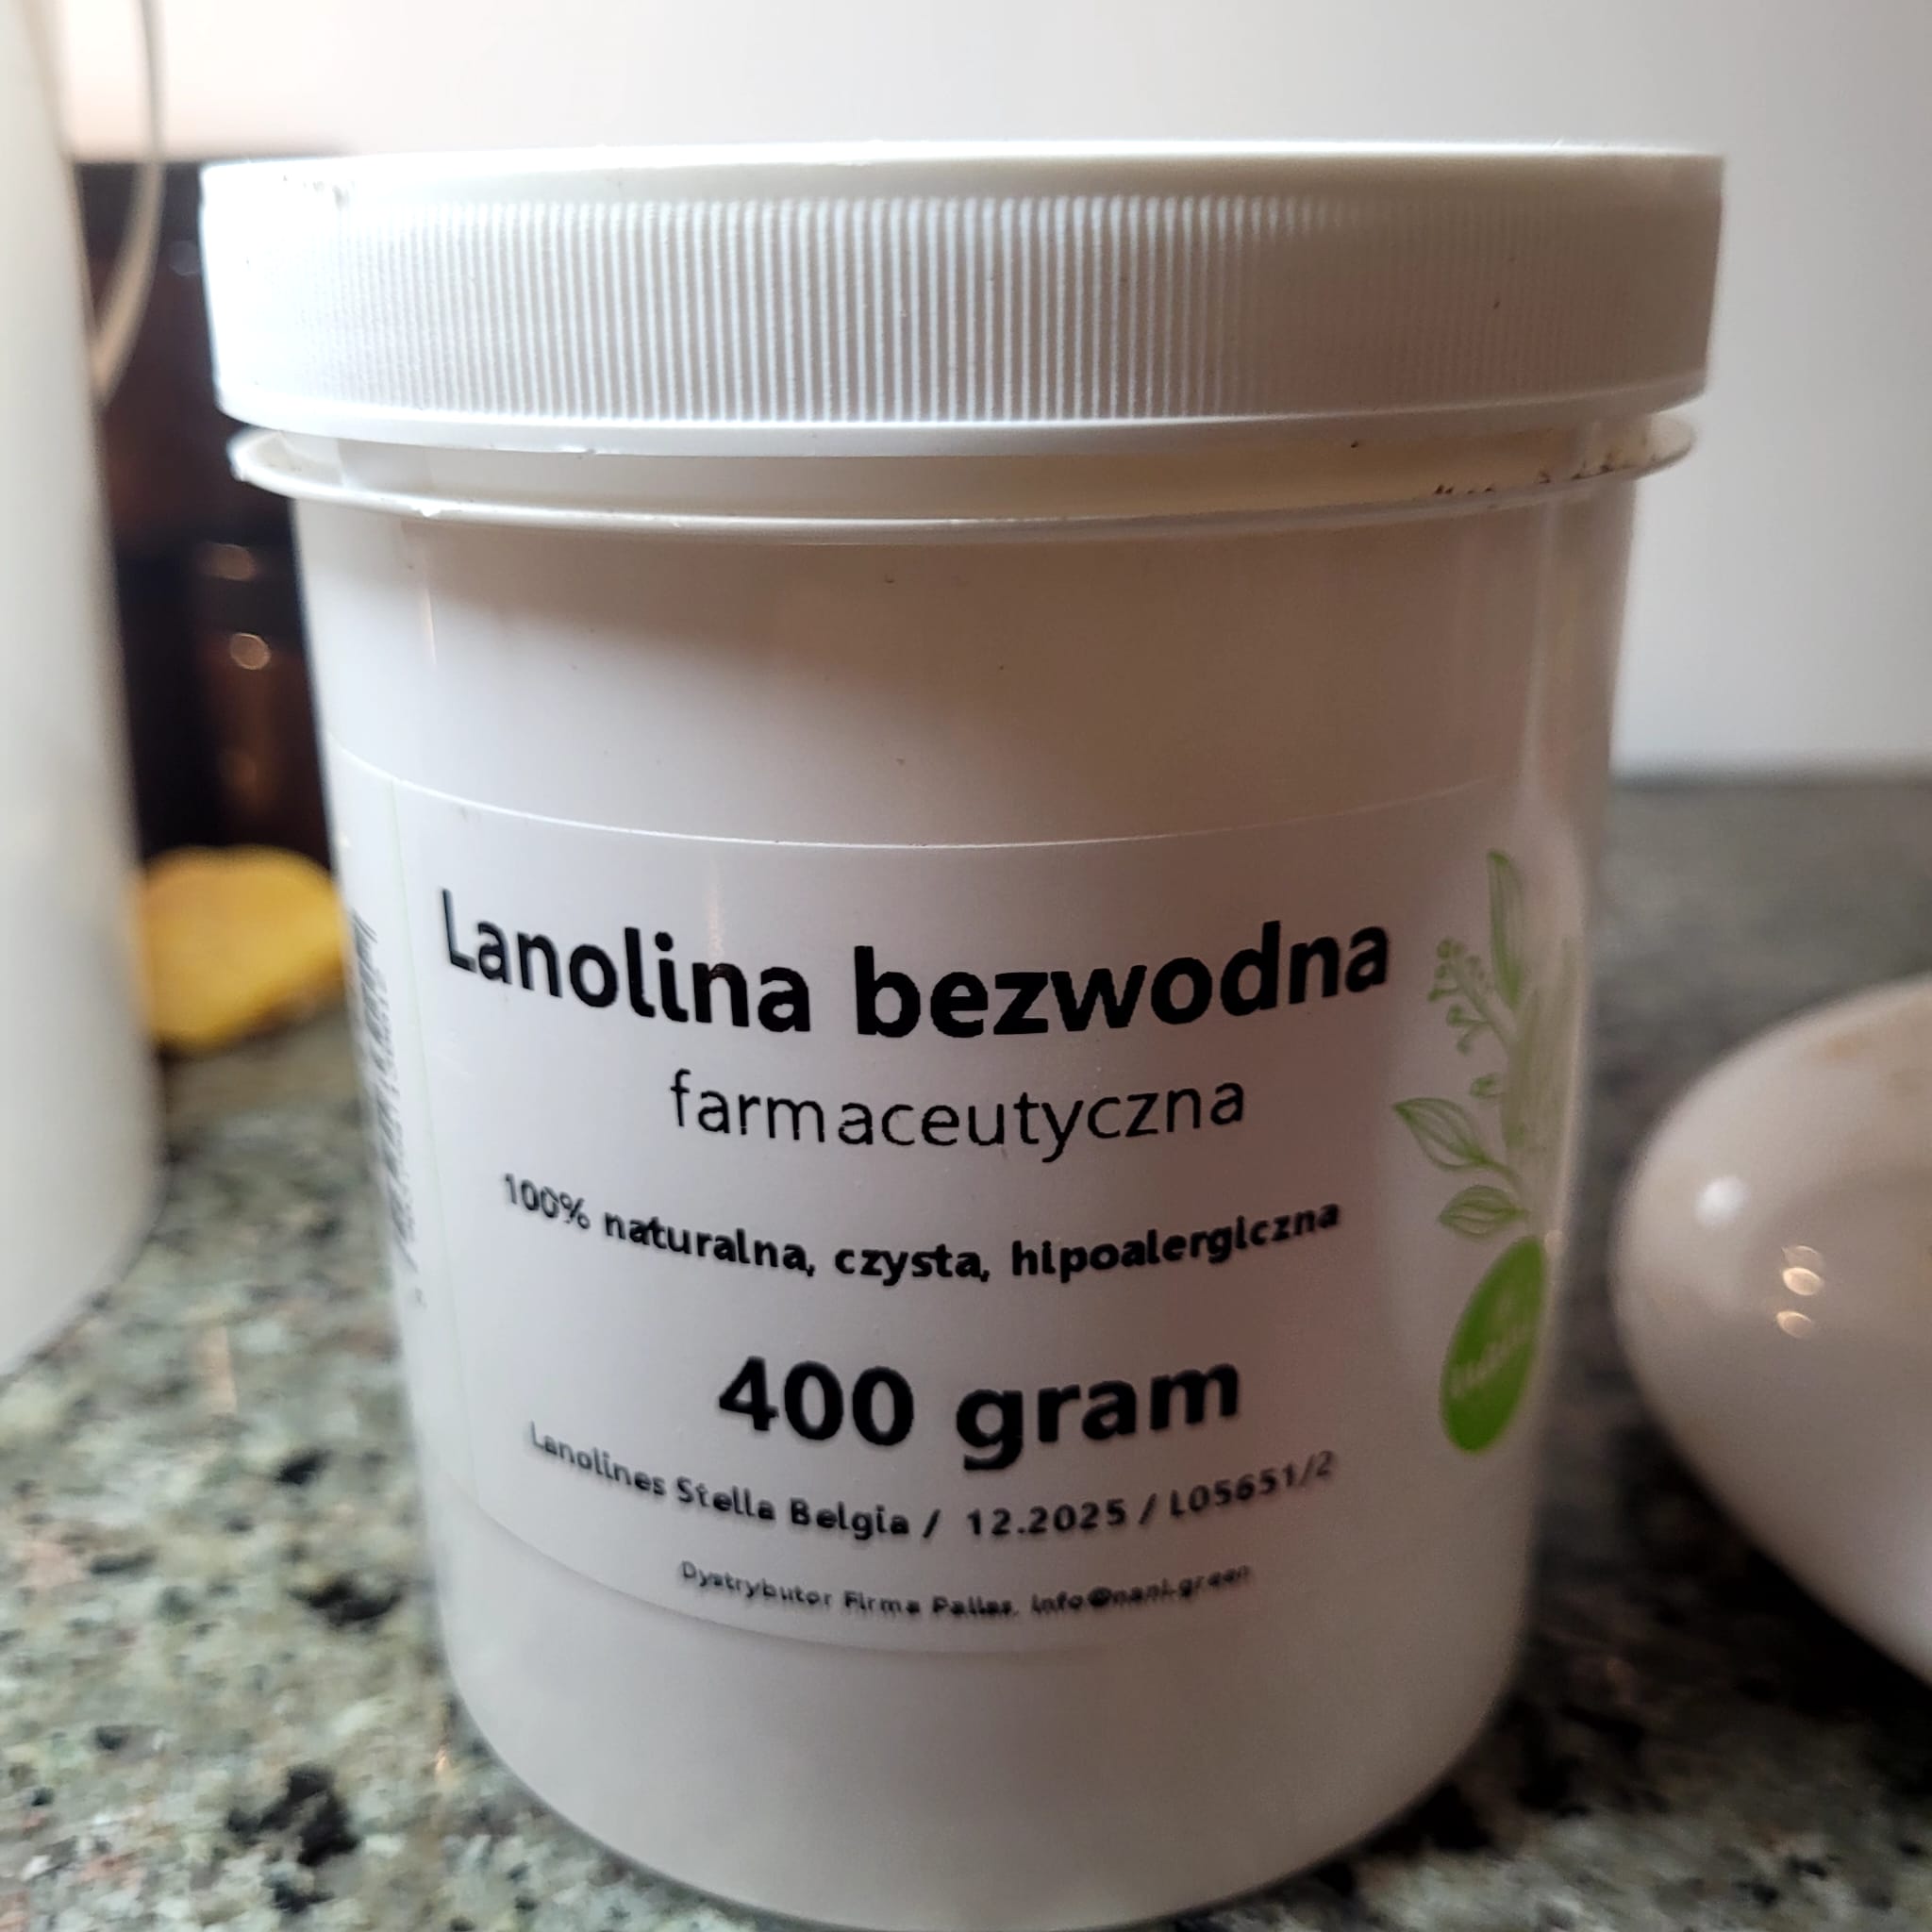 Lanolina bezwodna
farmaceutyczna
100% naturalna, czysta, hipoalergiczna
400 gram
Lanolines Stella Belgia / 12.2025 / L05651/2
Dystrybutor Firma Pallas, info@nani.green